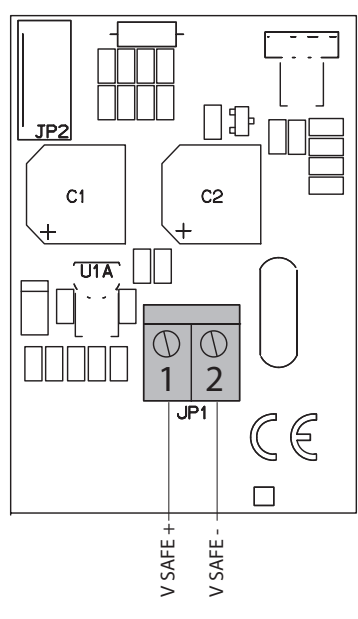 JP2
C1
C2
+
+
U1A
1
2
JP1
CE
V SAFE +
V SAFE -